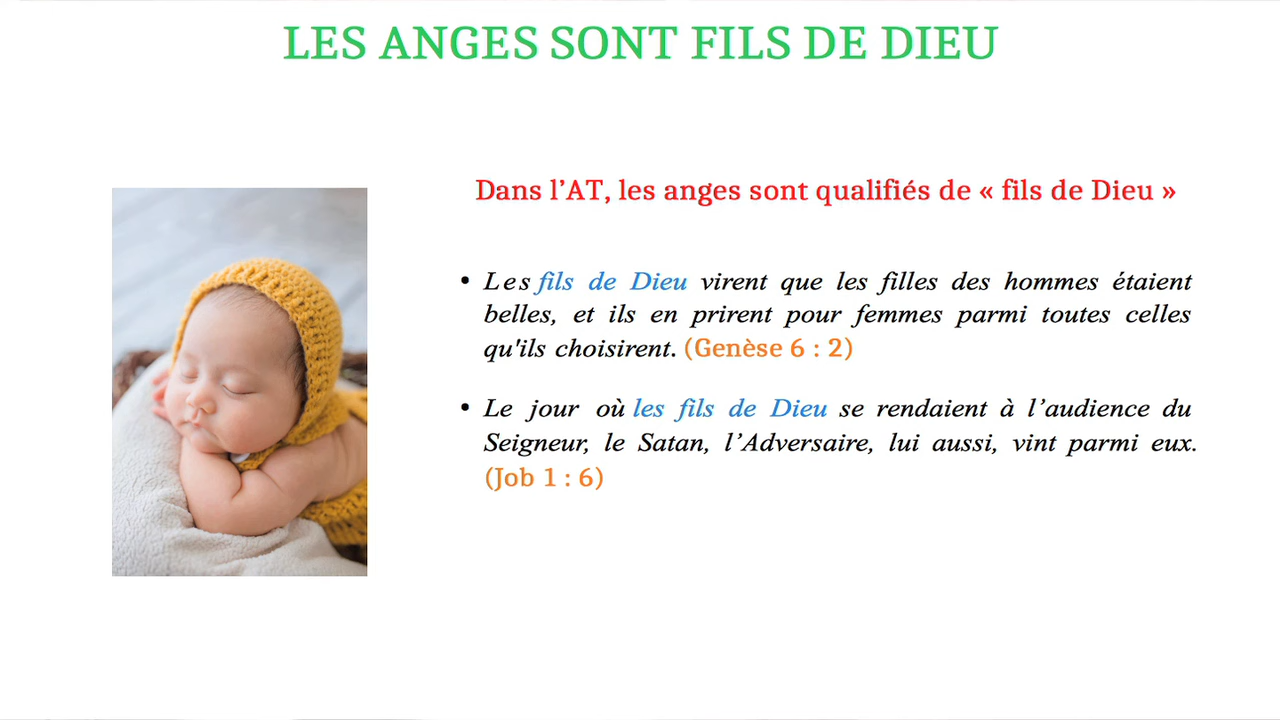 LES ANGES SONT FILS DE DIEU
Dans l’AT, les anges sont qualifiés de « fils de Dieu »
• Les fils de Dieu virent que les filles des hommes étaient
belles, et ils en prirent pour femmes parmi toutes celles
qu'ils choisirent. (Genèse 6 : 2)
• Le jour où les fils de Dieu se rendaient à l’audience du
Seigneur, le Satan, l’Adversaire, lui aussi, vint parmi eux.
(Job 1 : 6)